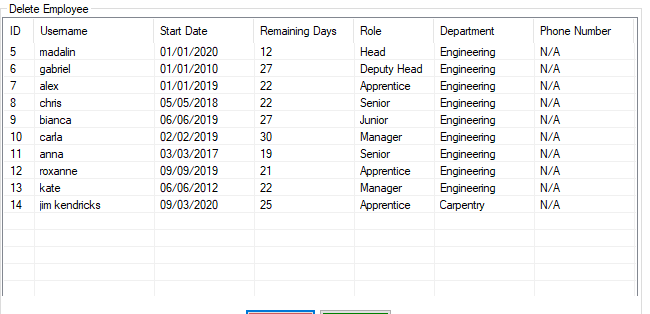 Delete Employee
ID Username Start Date Remaining Days Role Department Phone Number
5 madalin 01/01/2020 12 Head Engineering N/A
6 gabriel 01/01/2010 27 Deputy Head Engineering N/A
7 alex 01/01/2019 22 Apprentice Engineering N/A
8 chris 05/05/2018 22 Senior Engineering N/A
9 bianca 06/06/2019 27 Junior Engineering N/A
10 carla 02/02/2019 30 Manager Engineering N/A
11 anna 03/03/2017 19 Senior Engineering N/A
12 roxanne 09/09/2019 21 Apprentice Engineering N/A
13 kate 06/06/2012 22 Manager Engineering N/A
14 jim kendricks 09/03/2020 25 Apprentice Carpentry N/A